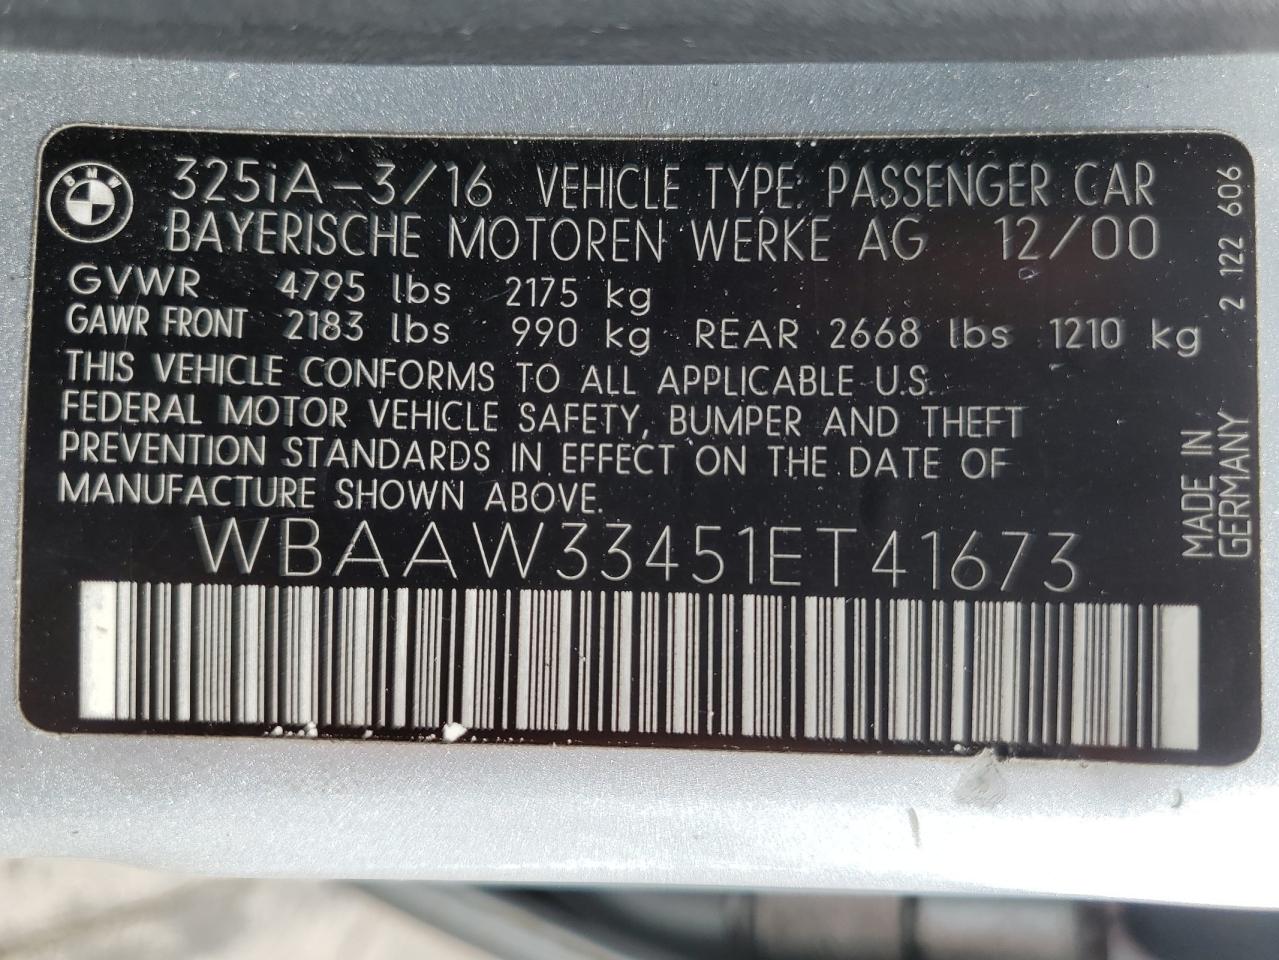 BMW
325iA-3/16 VEHICLE TYPE: PASSENGER CAR
BAYERISCHE MOTOREN WERKE AG 12/00
GVWR 4795 lbs 2175 kg
GAWR FRONT 2183 lbs 990 kg REAR 2668 lbs 1210 kg
THIS VEHICLE CONFORMS TO ALL APPLICABLE U.S.
FEDERAL MOTOR VEHICLE SAFETY, BUMPER AND THEFT
PREVENTION STANDARDS IN EFFECT ON THE DATE OF
MANUFACTURE SHOWN ABOVE.
WBAAW33451ET41673
2 122 606
MADE IN
GERMANY